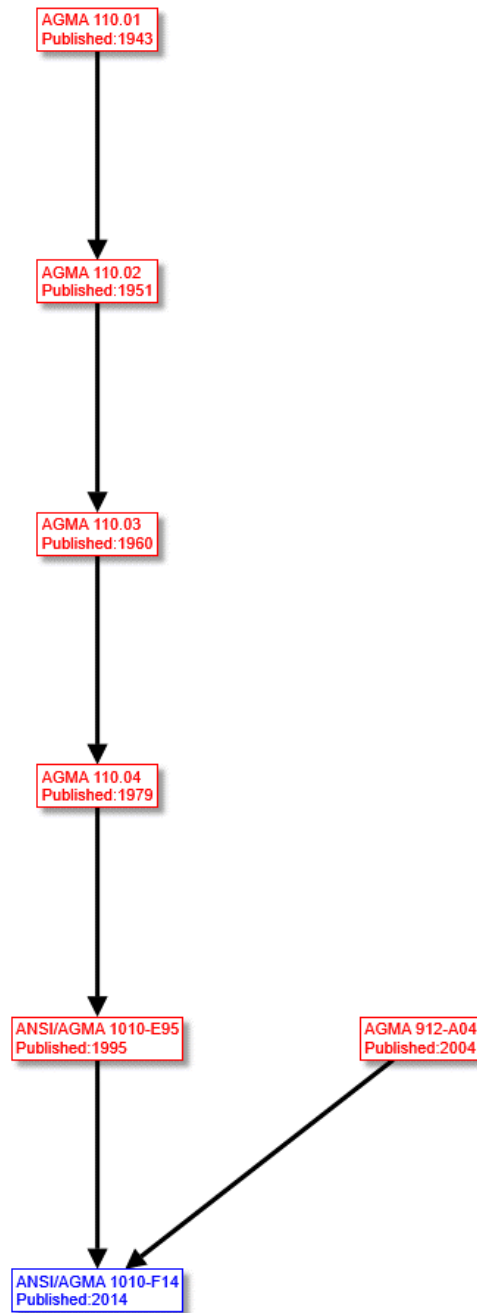 AGMA 110.01
Published:1943
AGMA 110.02
Published:1951
AGMA 110.03
Published:1960
AGMA 110.04
Published:1979
ANSI/AGMA 1010-E95
Published:1995
AGMA 912-A04
Published:2004
ANSI/AGMA 1010-F14
Published:2014